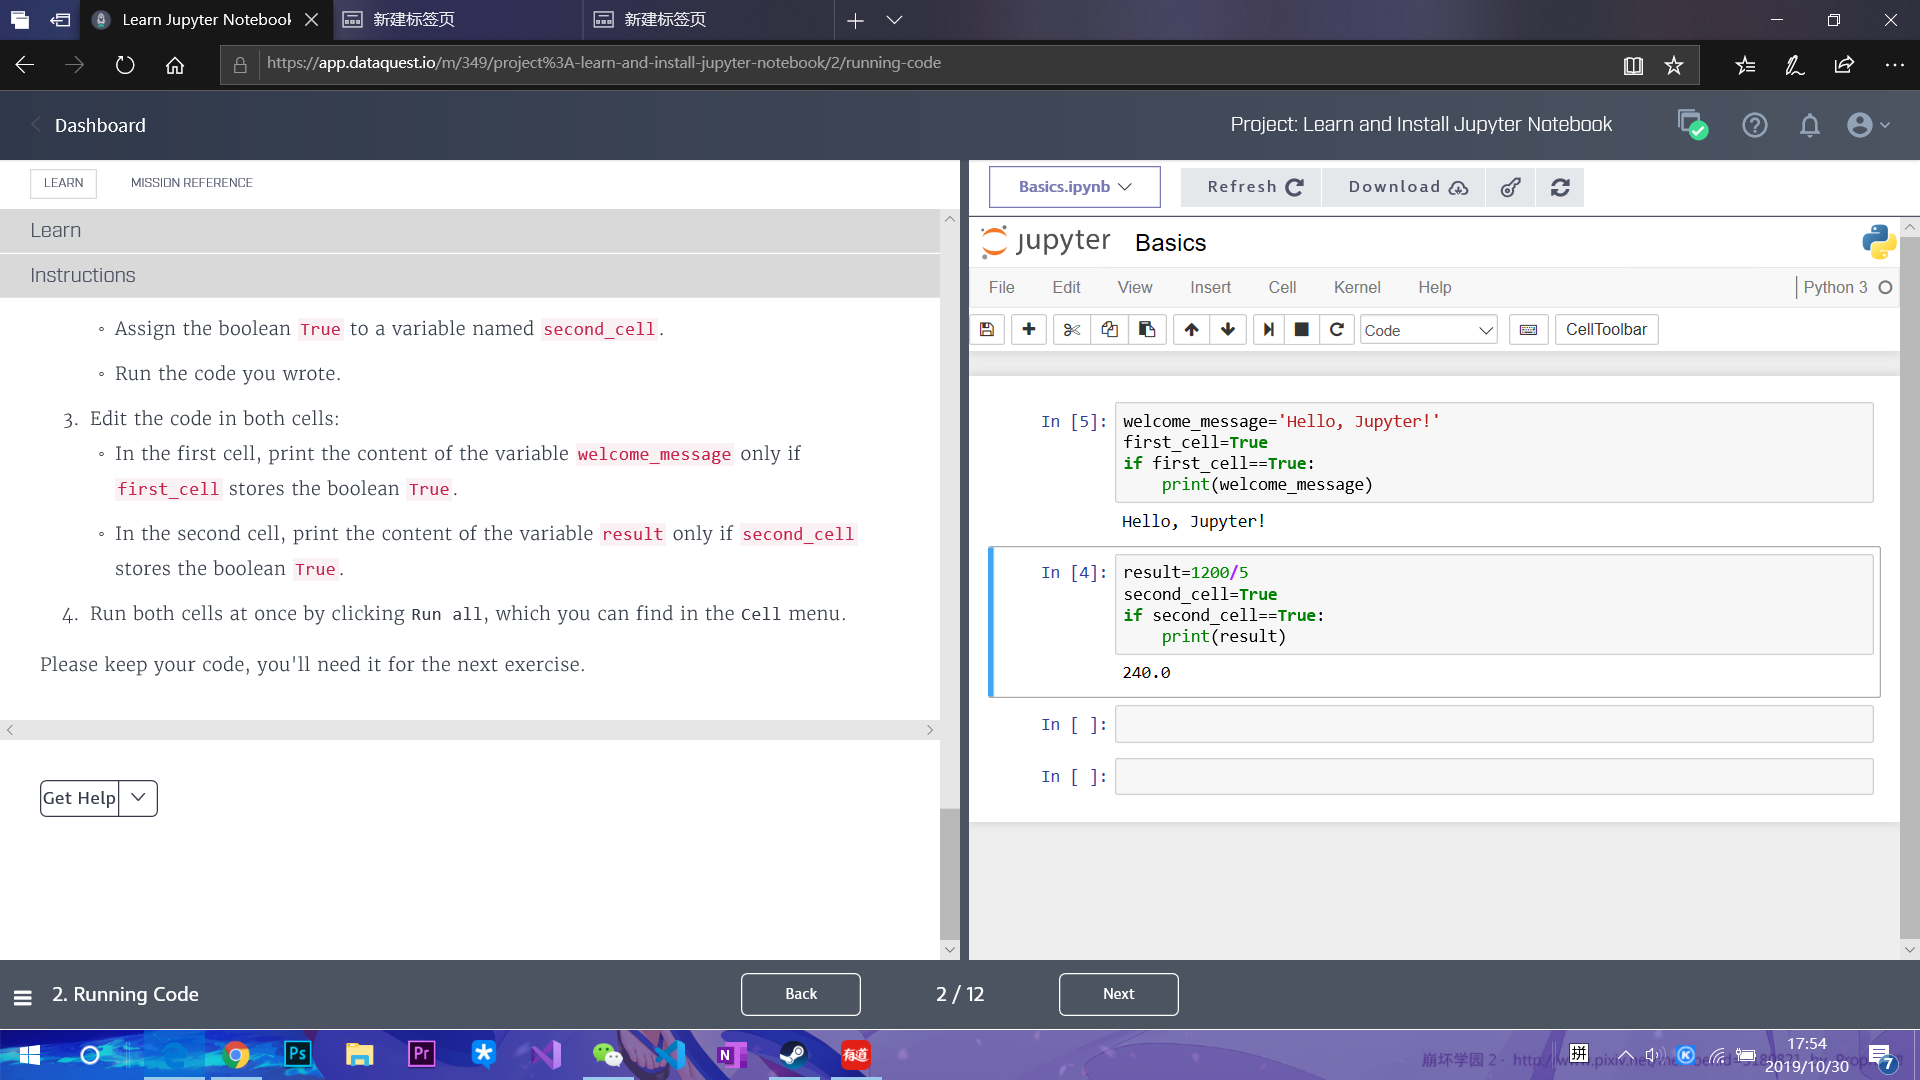 Learn Jupyter Notebook
新建标签页
新建标签页
https://app.dataquest.io/m/349/project%3A-learn-and-install-jupyter-notebook/2/running-code
Dashboard
Project: Learn and Install Jupyter Notebook
LEARN
MISSION REFERENCE
Learn
Instructions
Assign the boolean True to a variable named second_cell.
Run the code you wrote.
3. Edit the code in both cells:
In the first cell, print the content of the variable welcome_message only if
first_cell stores the boolean True.
In the second cell, print the content of the variable result only if second_cell
stores the boolean True.
4. Run both cells at once by clicking Run all, which you can find in the Cell menu.
Please keep your code, you'll need it for the next exercise.
Get Help
Basics.ipynb
Refresh
Download
jupyter
Basics
File
Edit
View
Insert
Cell
Kernel
Help
Python 3
Code
CellToolbar
In [5]:
welcome_message='Hello, Jupyter!'
first_cell=True
if first_cell==True:
    print(welcome_message)
Hello, Jupyter!
In [4]:
result=1200/5
second_cell=True
if second_cell==True:
    print(result)
240.0
In [ ]:
In [ ]:
2. Running Code
Back
2 / 12
Next
Ps
Pr
N
有道
崩坏学园 2
拼
K
17:54
2019/10/30
7